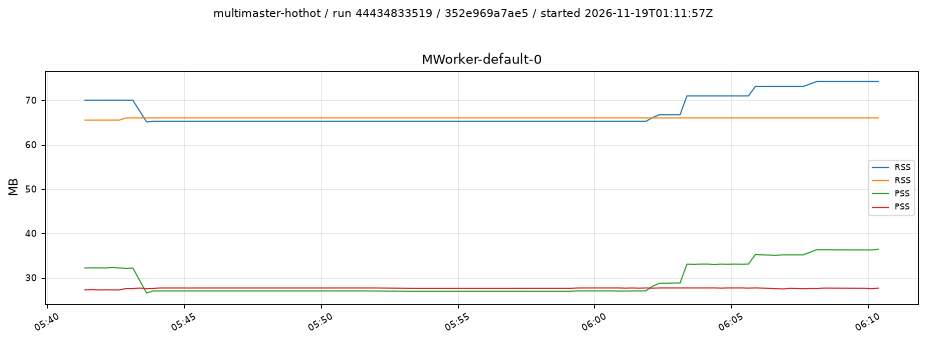 multimaster-hothot / run 44434833519 / 352e969a7ae5 / started 2026-11-19T01:11:57Z
MWorker-default-0
MB
70
60
50
40
30
RSS
RSS
PSS
PSS
05:40
05:45
05:50
05:55
06:00
06:05
06:10